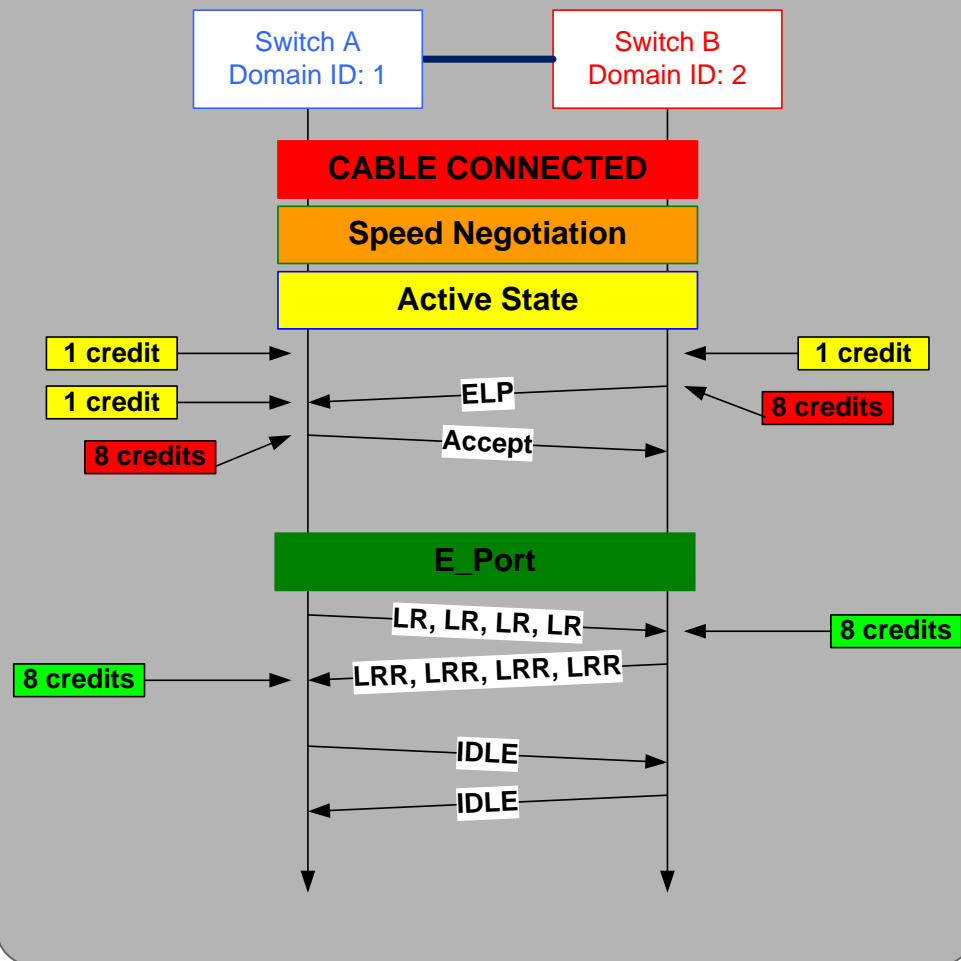 Switch A
Domain ID: 1
Switch B
Domain ID: 2
CABLE CONNECTED
Speed Negotiation
Active State
1 credit
1 credit
1 credit
ELP
8 credits
Accept
8 credits
E_Port
LR, LR, LR, LR
8 credits
LRR, LRR, LRR, LRR
8 credits
IDLE
IDLE